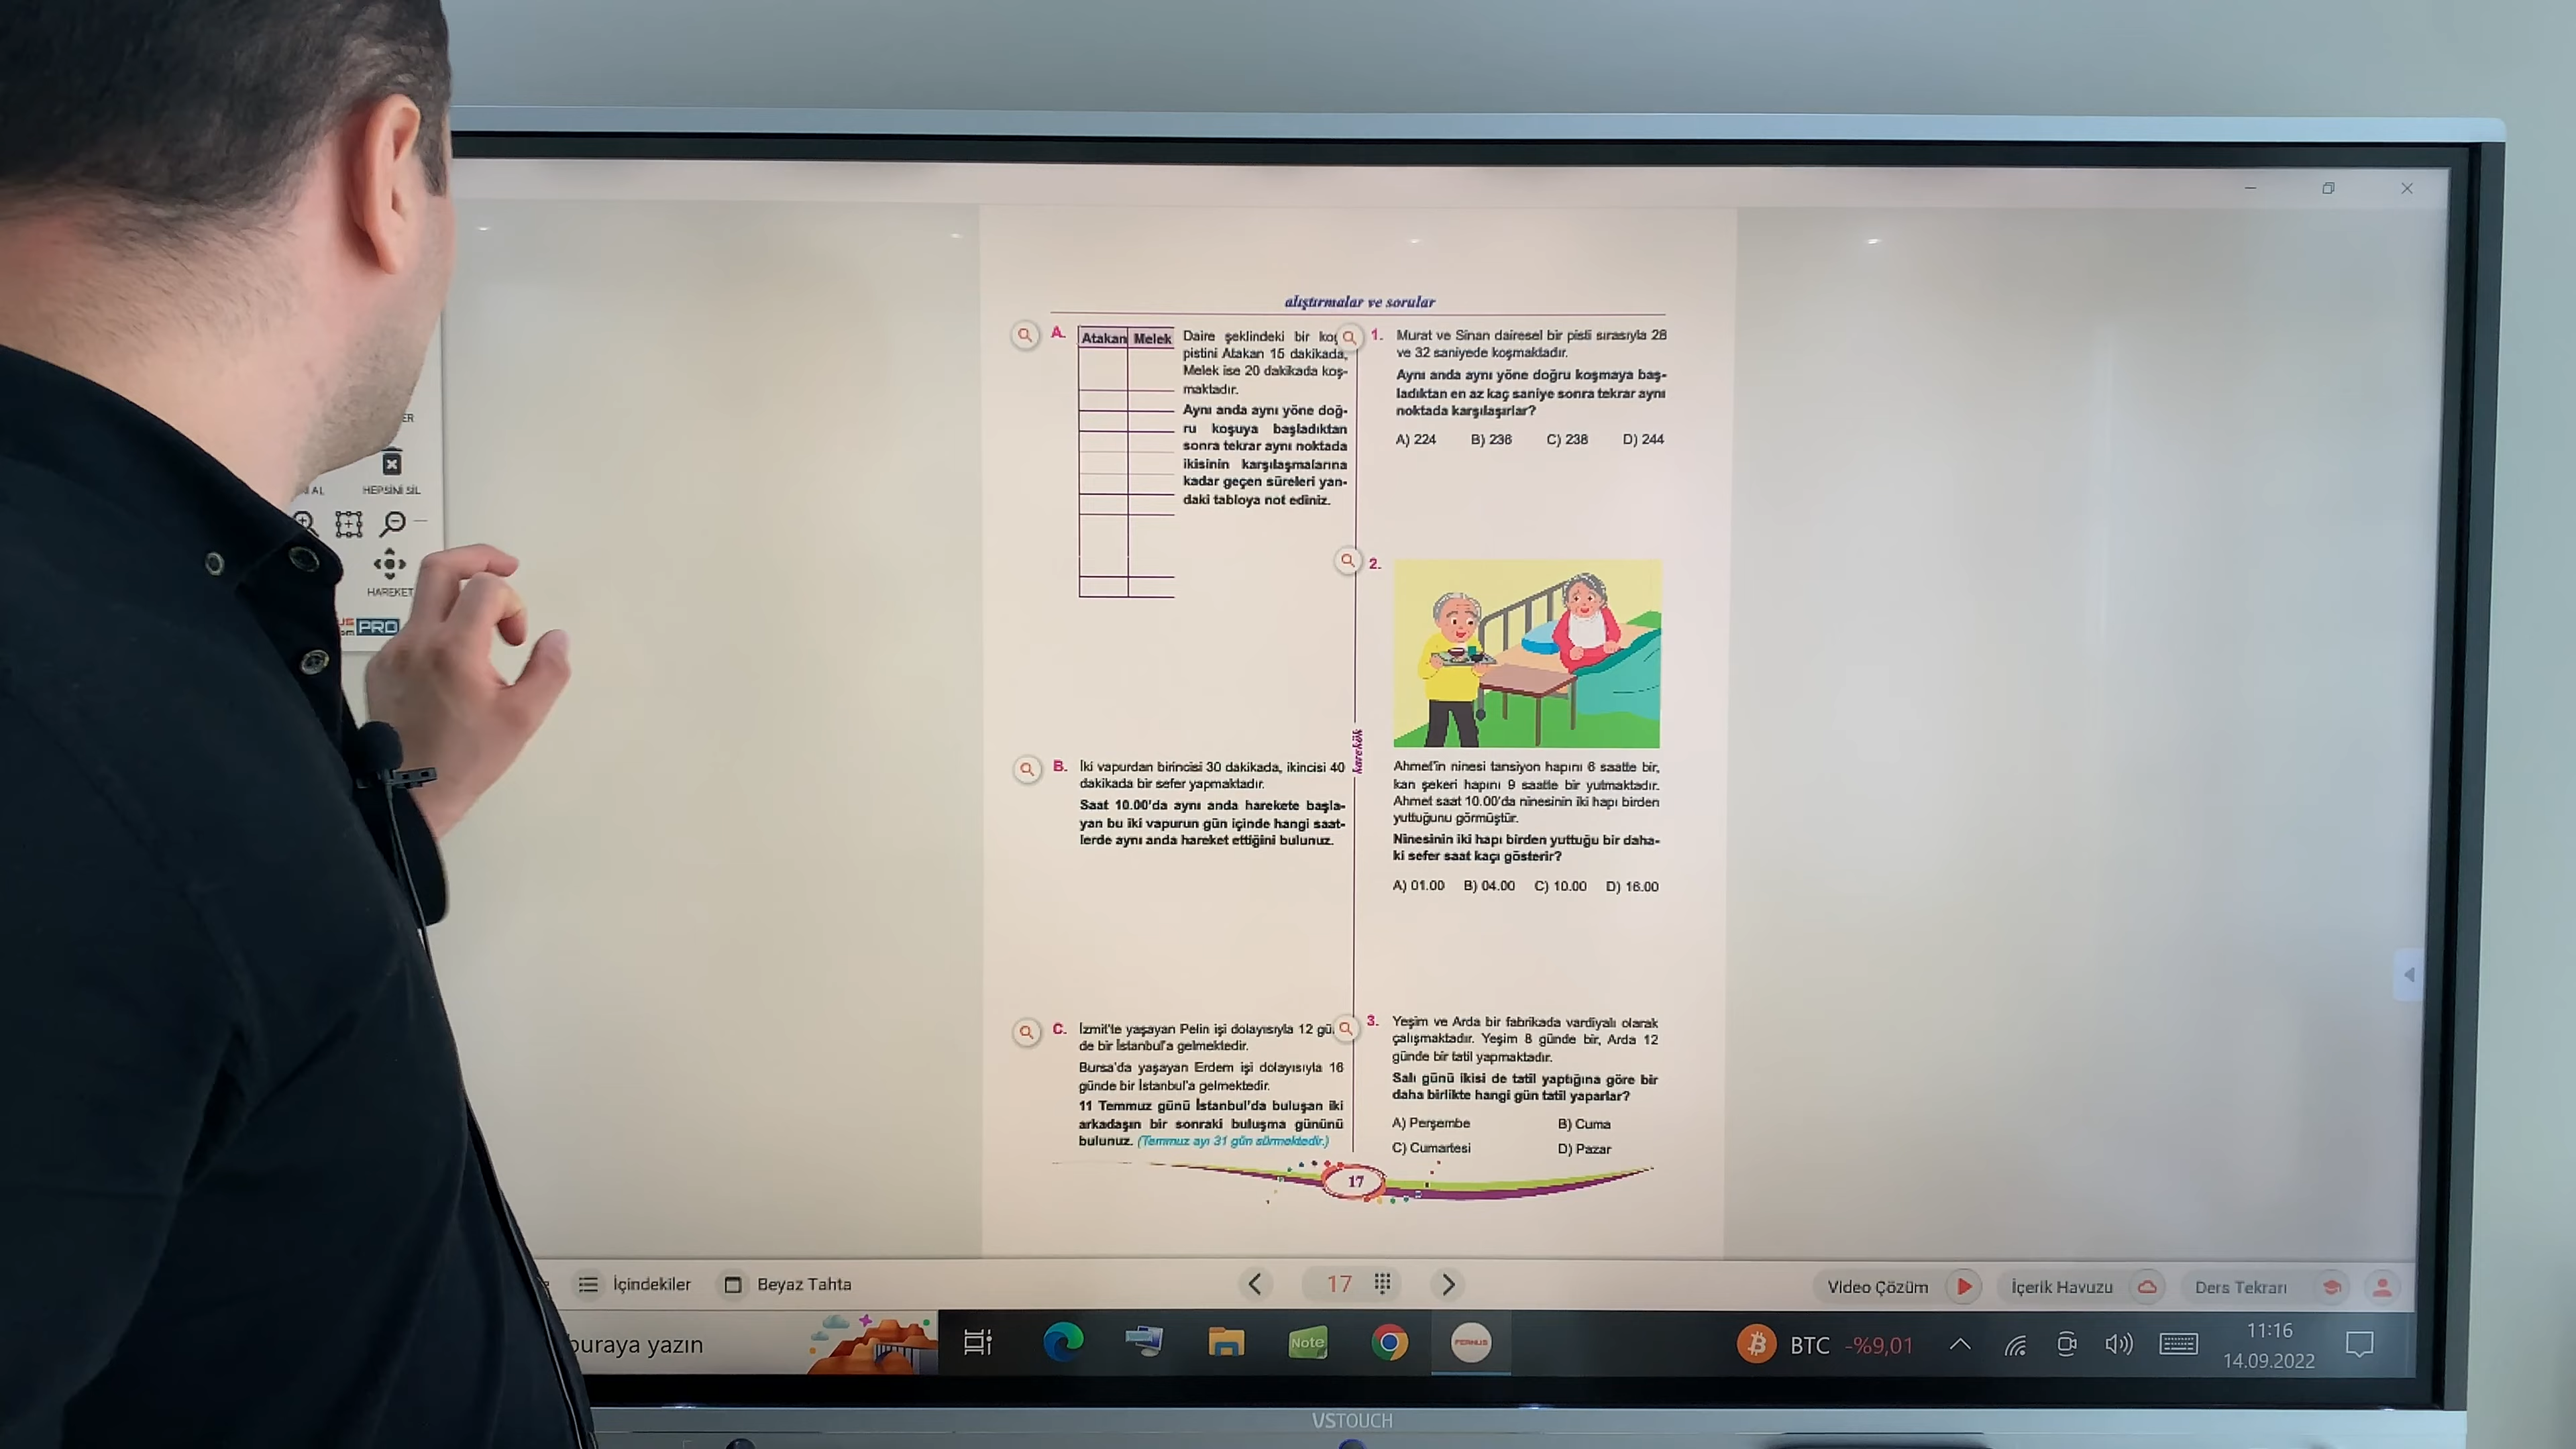 alıştırmalar ve sorular
A.
Atakan Melek
Daire şeklindeki bir
pistini Atakan 15 dakikada,
Melek ise 20 dakikada koş-
maktadır.
Aynı anda aynı yöne doğ-
ru koşuya başladıktan
sonra tekrar aynı noktada
ikisinin karşılaşmalarına
kadar geçen süreleri yan-
daki tabloya not ediniz.
B. İki vapurdan birincisi 30 dakikada, ikincisi 40
dakikada bir sefer yapmaktadır.
Saat 10.00'da aynı anda harekete başla-
yan bu iki vapurun gün içinde hangi saat-
lerde aynı anda hareket ettiğini bulunuz.
C. İzmit'te yaşayan Pelin işi dolayısıyla 12 gü
de bir İstanbul'a gelmektedir.
Bursa'da yaşayan Erdem işi dolayısıyla 16
günde bir İstanbul'a gelmektedir.
11 Temmuz günü İstanbul'da buluşan iki
arkadaşın bir sonraki buluşma gününü
bulunuz. (Temmuz ayı 31 gün sürmektedir.)
karekök
1. Murat ve Sinan dairesel bir pisti sırasıyla 28
ve 32 saniyede koşmaktadır.
Aynı anda aynı yöne doğru koşmaya baş-
ladıktan en az kaç saniye sonra tekrar aynı
noktada karşılaşırlar?
A) 224 B) 236 C) 238 D) 244
2.
Ahmet'in ninesi tansiyon hapını 6 saatte bir,
kan şekeri hapını 9 saatte bir yutmaktadır.
Ahmet saat 10.00'da ninesinin iki hapı birden
yuttuğunu görmüştür.
Ninesinin iki hapı birden yuttuğu bir daha-
ki sefer saat kaçı gösterir?
A) 01.00 B) 04.00 C) 10.00 D) 16.00
3. Yeşim ve Arda bir fabrikada vardiyalı olarak
çalışmaktadır. Yeşim 8 günde bir, Arda 12
günde bir tatil yapmaktadır.
Salı günü ikisi de tatil yaptığına göre bir
daha birlikte hangi gün tatil yaparlar?
A) Perşembe B) Cuma
C) Cumartesi D) Pazar
17
ER
AL HEPSİNİ SİL
HAREKET
US
om PRO
İçindekiler Beyaz Tahta 17 Video Çözüm İçerik Havuzu Ders Tekrarı
buraya yazın
Note
FERNUS
BTC -%9,01
11:16
14.09.2022
VSTOUCH